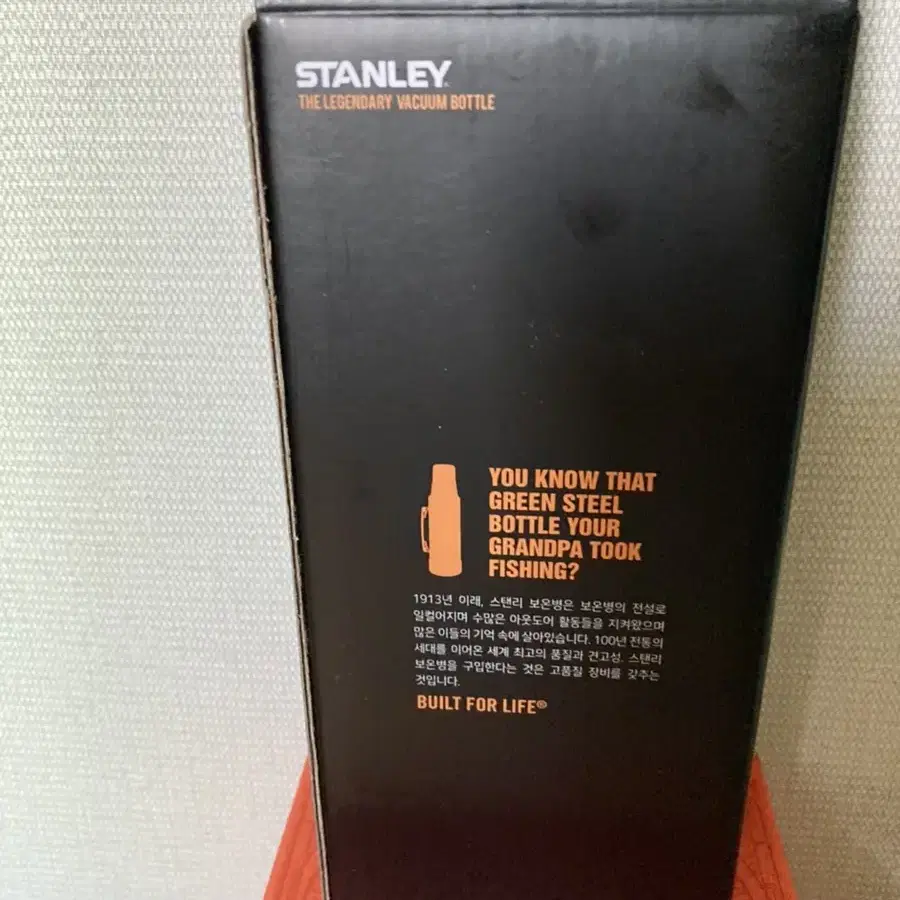 STANLEY
THE LEGENDARY VACUUM BOTTLE
YOU KNOW THAT
GREEN STEEL
BOTTLE YOUR
GRANDPA TOOK
FISHING?
1913년 이래, 스탠리 보온병은 보온병의 전설로
일컬어지며 수많은 아웃도어 활동들을 지켜왔으며
많은 이들의 기억 속에 살아있습니다. 100년 전통의
세대를 이어온 세계 최고의 품질과 견고성. 스탠리
보온병을 구입한다는 것은 고품질 장비를 갖추는
것입니다.
BUILT FOR LIFE®